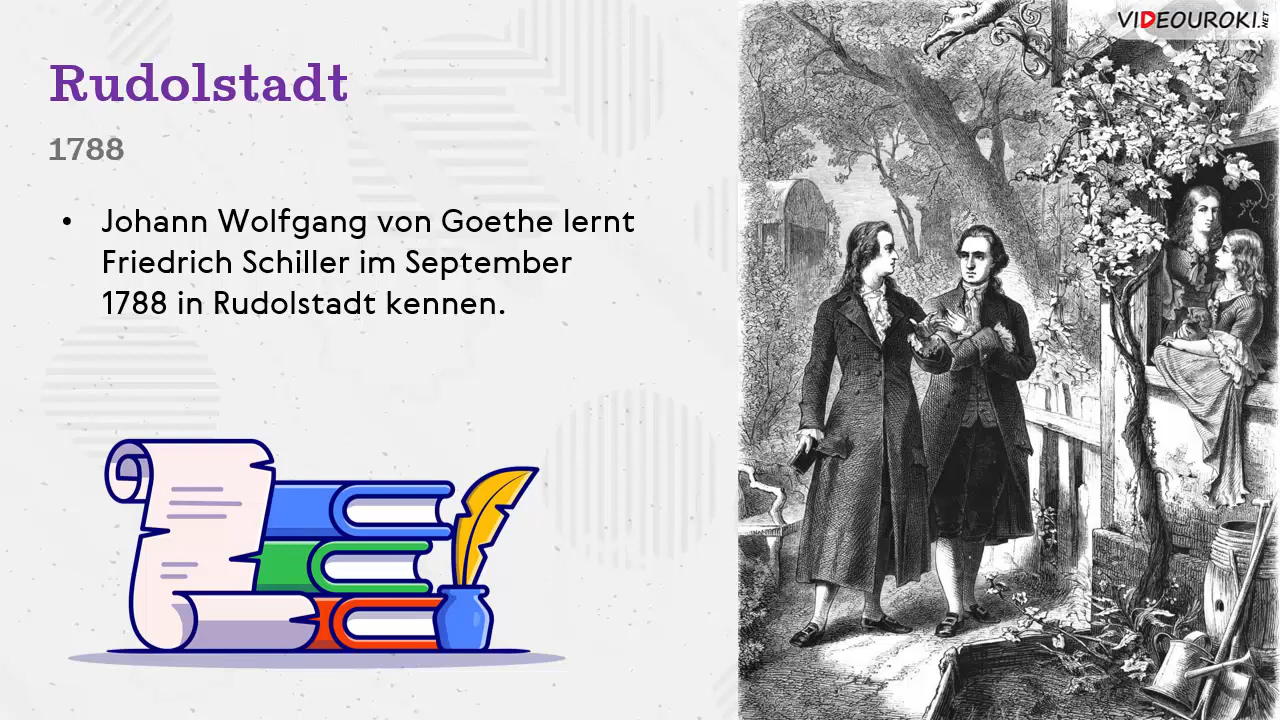 VIDEOUROKI.NET
Rudolstadt
1788
• Johann Wolfgang von Goethe lernt
Friedrich Schiller im September
1788 in Rudolstadt kennen.